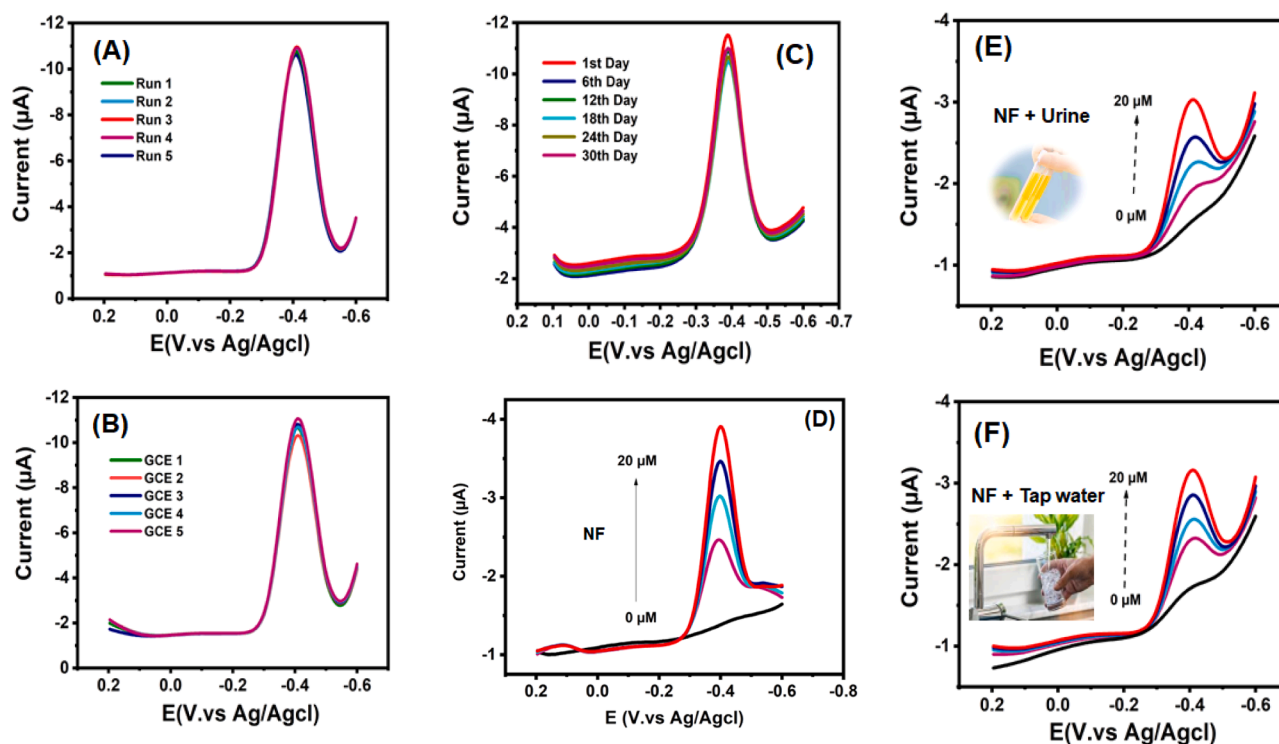 (A)
Run 1
Run 2
Run 3
Run 4
Run 5
Current (µA)
-12
-10
-8
-6
-4
-2
0
0.2 0.0 -0.2 -0.4 -0.6
E(V.vs Ag/Agcl)
(C)
1st Day
6th Day
12th Day
18th Day
24th Day
30th Day
Current (µA)
-12
-10
-8
-6
-4
-2
0.2 0.1 0.0 -0.1 -0.2 -0.3 -0.4 -0.5 -0.6 -0.7
E(V.vs Ag/Agcl)
(E)
20 µM
NF + Urine
0 µM
Current (µA)
-4
-3
-2
-1
0.2 0.0 -0.2 -0.4 -0.6
E(V.vs Ag/Agcl)
(B)
GCE 1
GCE 2
GCE 3
GCE 4
GCE 5
Current (µA)
-12
-10
-8
-6
-4
-2
0
0.2 0.0 -0.2 -0.4 -0.6
E(V.vs Ag/Agcl)
(D)
20 µM
NF
0 µM
Current (µA)
-4
-3
-2
-1
0.2 0.0 -0.2 -0.4 -0.6 -0.8
E (V.vs Ag/Agcl)
(F)
20 µM
NF + Tap water
0 µM
Current (µA)
-4
-3
-2
-1
0.2 0.0 -0.2 -0.4 -0.6
E(V.vs Ag/Agcl)